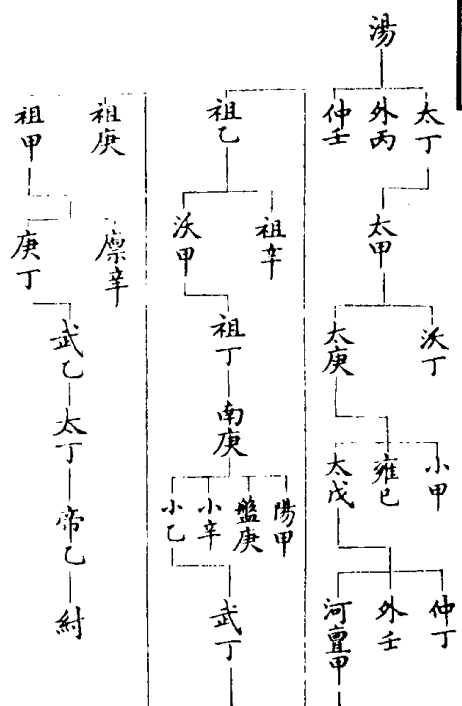 湯
太丁
外丙
仲壬
太甲
沃丁
太庚
小甲
雍已
太戊
仲丁
外壬
河亶甲
祖乙
祖辛
沃甲
祖丁
南庚
陽甲
盤庚
小辛
小乙
武丁
祖庚
祖甲
廪辛
庚丁
武乙
太丁
帝乙
紂